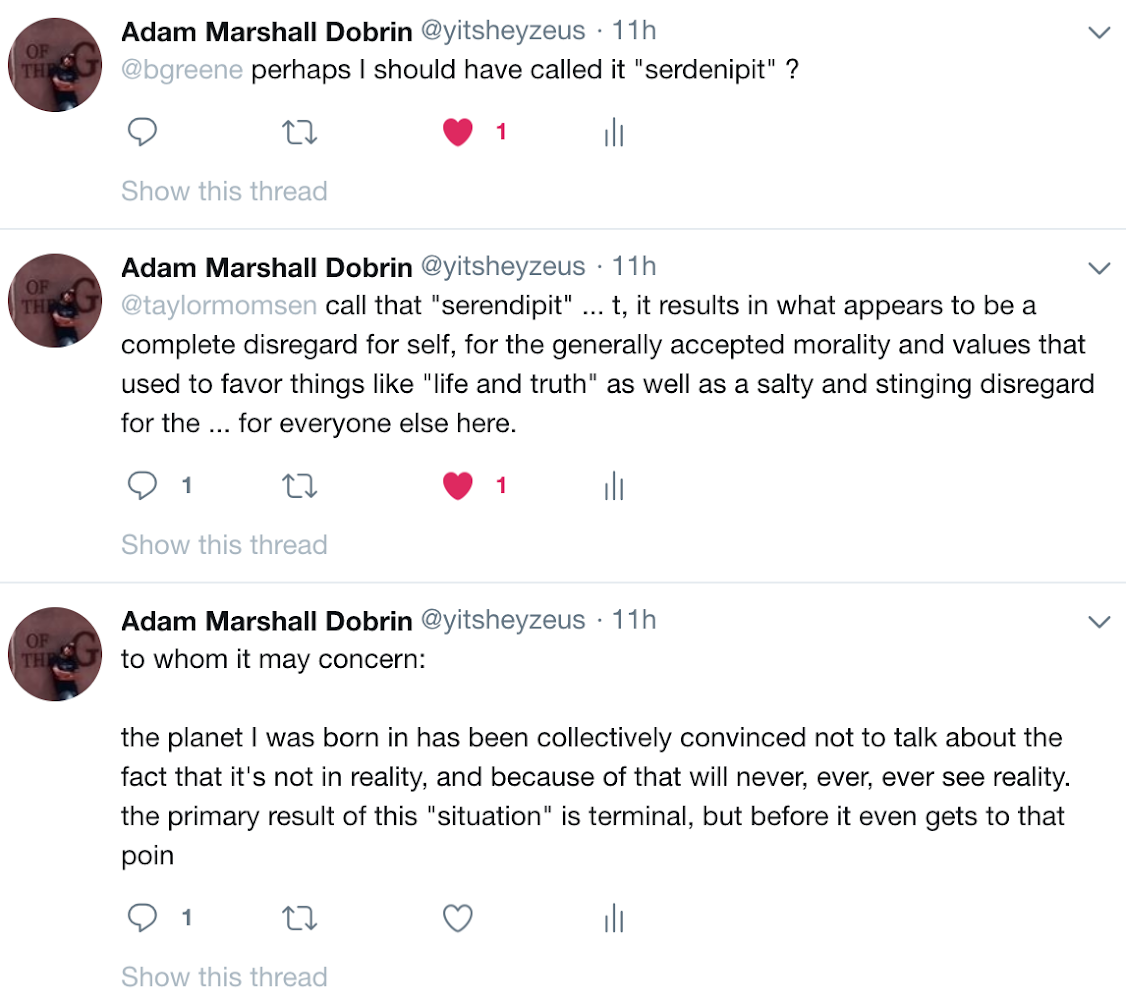 Adam Marshall Dobrin @yitsheyzeus · 11h
@bgreene perhaps I should have called it "serdenipit" ?
1
Show this thread
Adam Marshall Dobrin @yitsheyzeus · 11h
@taylormomsen call that "serendipit" ... t, it results in what appears to be a
complete disregard for self, for the generally accepted morality and values that
used to favor things like "life and truth" as well as a salty and stinging disregard
for the ... for everyone else here.
1 1
Show this thread
Adam Marshall Dobrin @yitsheyzeus · 11h
to whom it may concern:
the planet I was born in has been collectively convinced not to talk about the
fact that it's not in reality, and because of that will never, ever, ever see reality.
the primary result of this "situation" is terminal, but before it even gets to that
poin
1
Show this thread